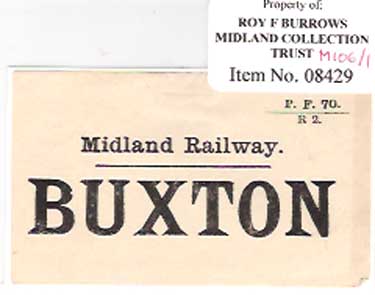 Property of:
ROY F BURROWS
MIDLAND COLLECTION
TRUST M106/1
Item No. 08429
P. F. 70.
R 2.
Midland Railway.
BUXTON